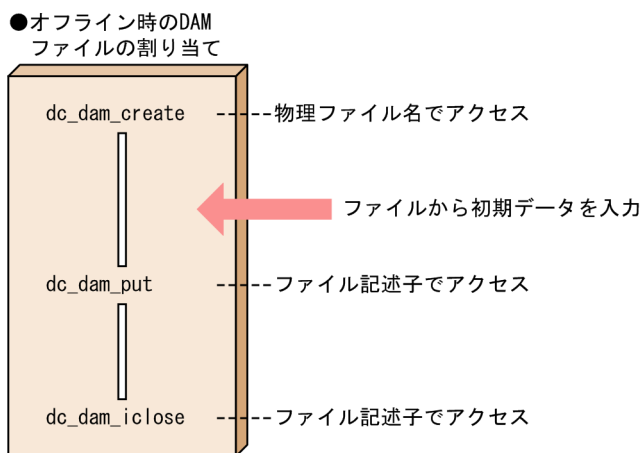 ●オフライン時のDAM
ファイルの割り当て
dc_dam_create
物理ファイル名でアクセス
ファイルから初期データを入力
dc_dam_put
ファイル記述子でアクセス
dc_dam_iclose
ファイル記述子でアクセス